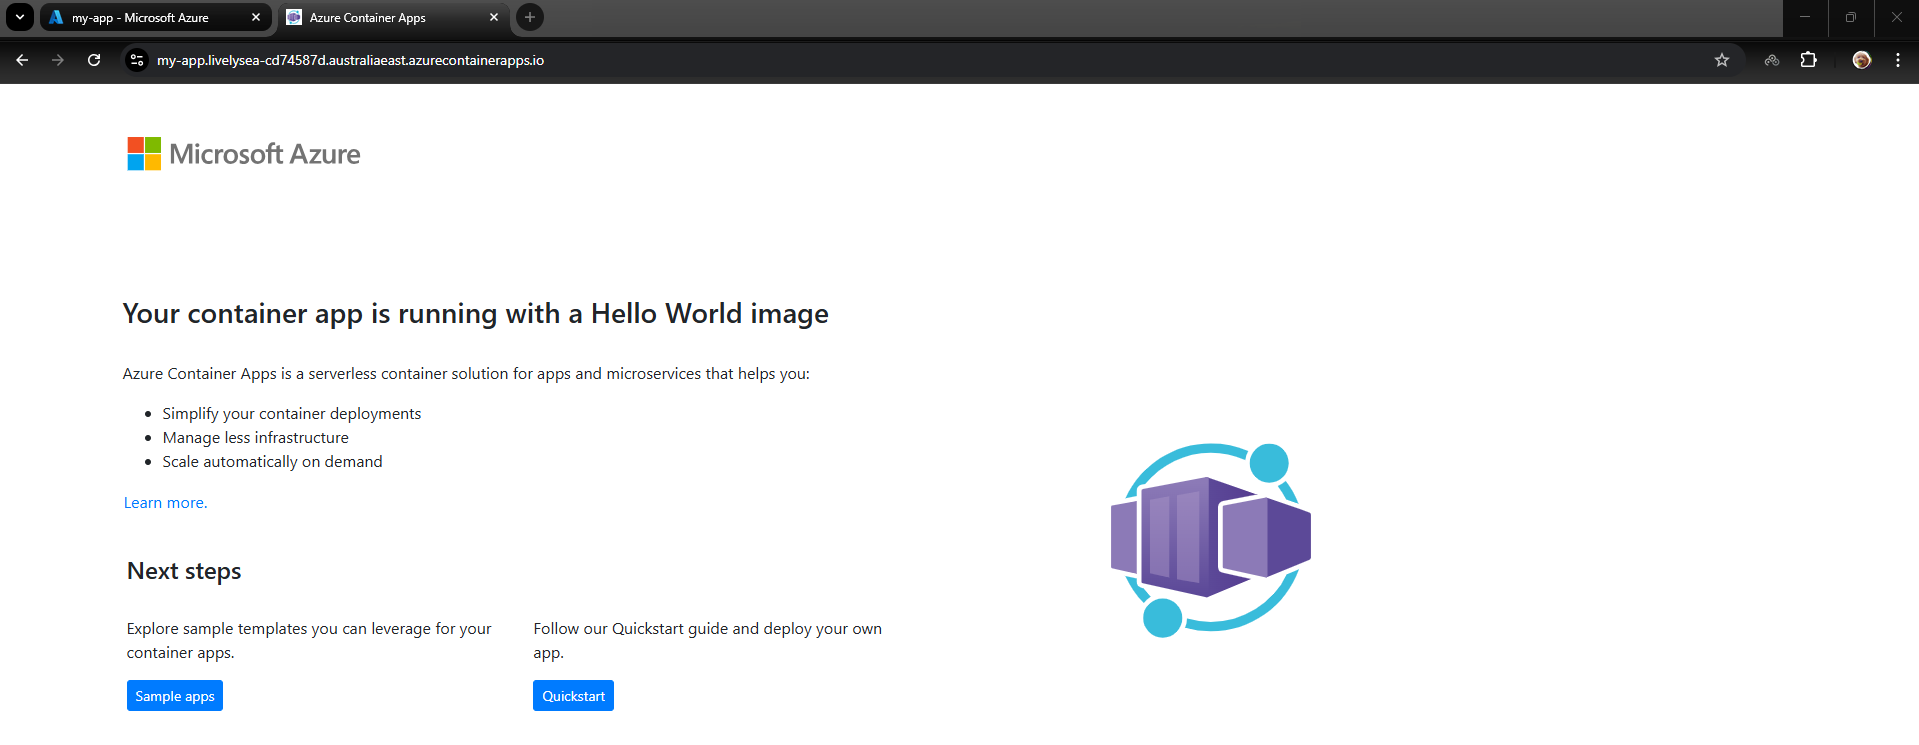 my-app - Microsoft Azure
Azure Container Apps
my-app.livelysea-cd74587d.australiaeast.azurecontainerapps.io
Microsoft Azure
Your container app is running with a Hello World image
Azure Container Apps is a serverless container solution for apps and microservices that helps you:
Simplify your container deployments
Manage less infrastructure
Scale automatically on demand
Learn more.
Next steps
Explore sample templates you can leverage for your
container apps.
Sample apps
Follow our Quickstart guide and deploy your own
app.
Quickstart